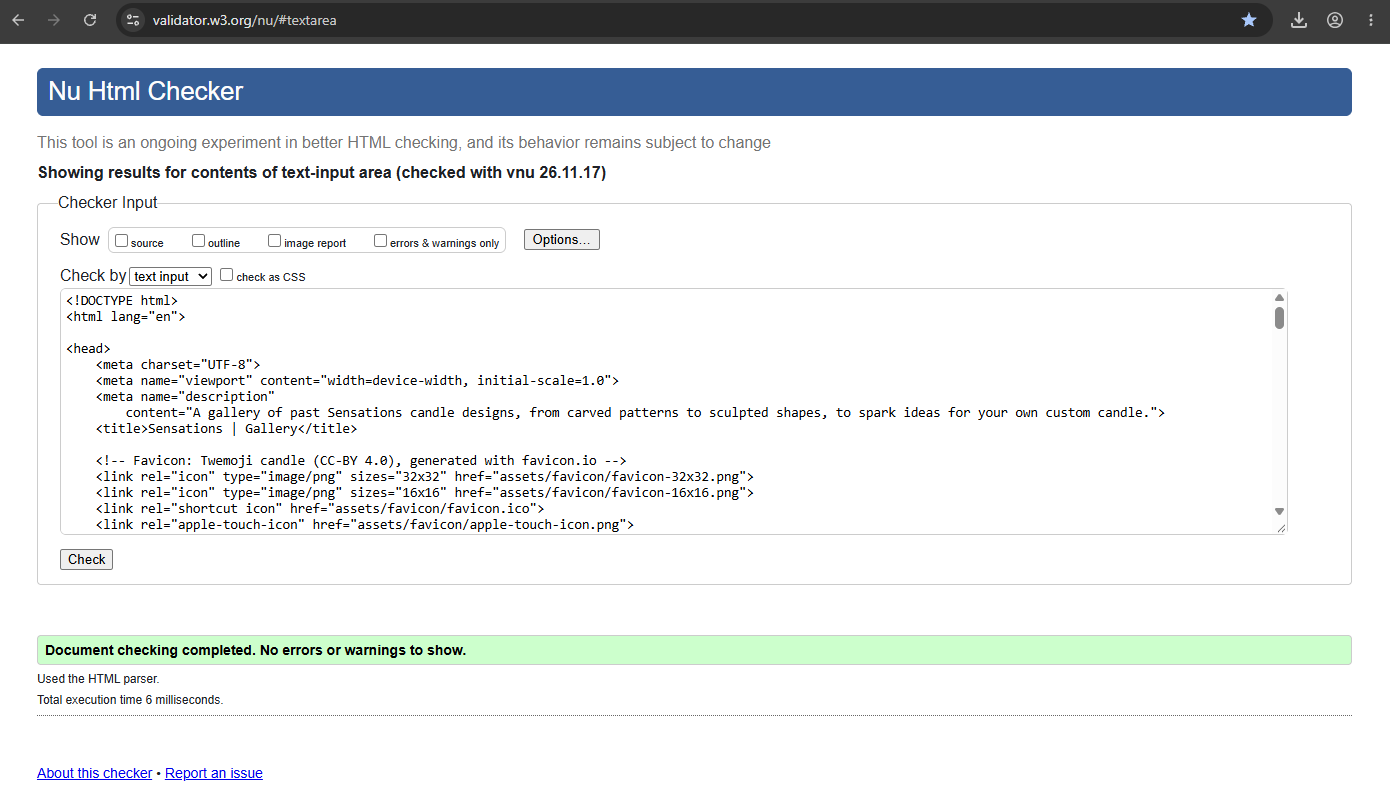 validator.w3.org/nu/#textarea
Nu Html Checker
This tool is an ongoing experiment in better HTML checking, and its behavior remains subject to change
Showing results for contents of text-input area (checked with vnu 26.11.17)
Checker Input
Show source outline image report errors & warnings only Options...
Check by text input check as CSS
<!DOCTYPE html>
<html lang="en">
<head>
<meta charset="UTF-8">
<meta name="viewport" content="width=device-width, initial-scale=1.0">
<meta name="description"
content="A gallery of past Sensations candle designs, from carved patterns to sculpted shapes, to spark ideas for your own custom candle.">
<title>Sensations | Gallery</title>
<!-- Favicon: Twemoji candle (CC-BY 4.0), generated with favicon.io -->
<link rel="icon" type="image/png" sizes="32x32" href="assets/favicon/favicon-32x32.png">
<link rel="icon" type="image/png" sizes="16x16" href="assets/favicon/favicon-16x16.png">
<link rel="shortcut icon" href="assets/favicon/favicon.ico">
<link rel="apple-touch-icon" href="assets/favicon/apple-touch-icon.png">
Check
Document checking completed. No errors or warnings to show.
Used the HTML parser.
Total execution time 6 milliseconds.
About this checker • Report an issue